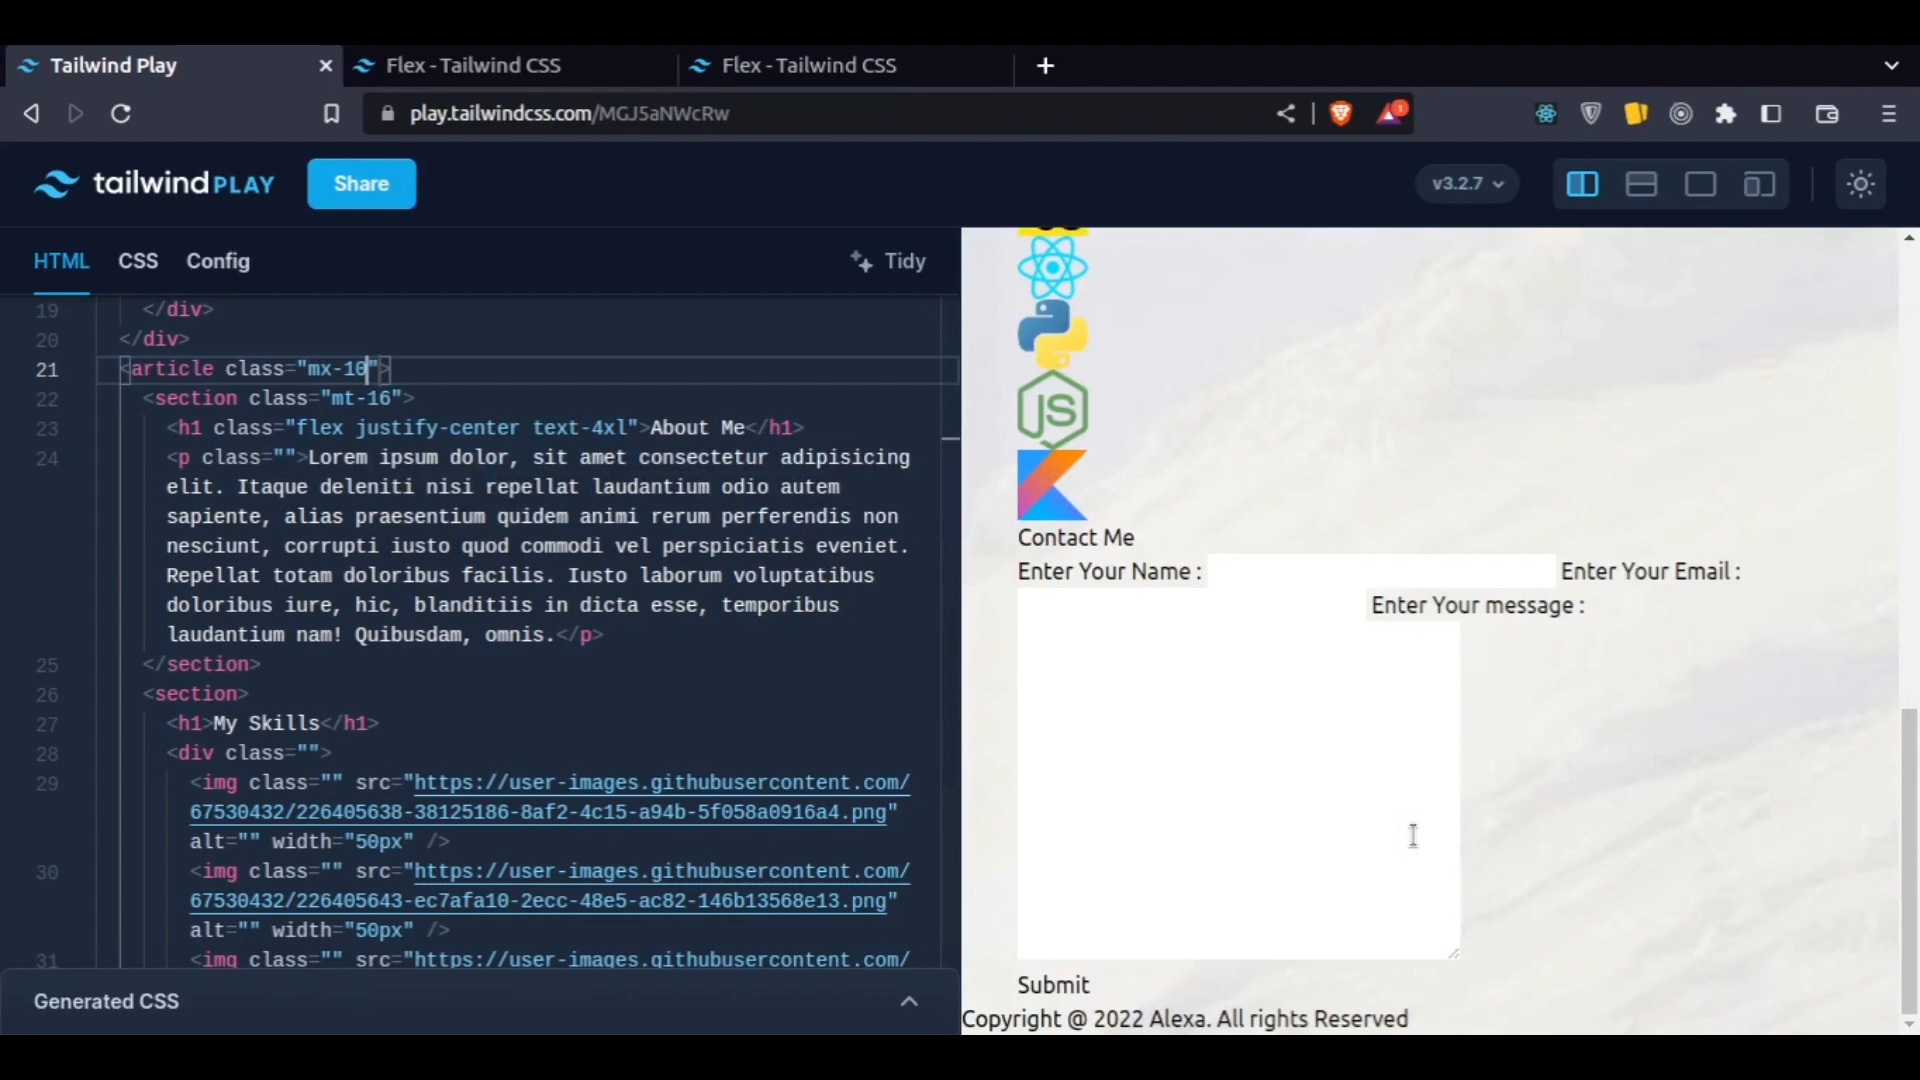 Tailwind Play
Flex - Tailwind CSS
Flex - Tailwind CSS
play.tailwindcss.com/MGJ5aNWcRw
1
tailwindPLAY
Share
v3.2.7
HTML
CSS
Config
Tidy
19 </div>
20 </div>
21 <article class="mx-10">
22 <section class="mt-16">
23 <h1 class="flex justify-center text-4xl">About Me</h1>
24 <p class="">Lorem ipsum dolor, sit amet consectetur adipisicing
elit. Itaque deleniti nisi repellat laudantium odio autem
sapiente, alias praesentium quidem animi rerum perferendis non
nesciunt, corrupti iusto quod commodi vel perspiciatis eveniet.
Repellat totam doloribus facilis. Iusto laborum voluptatibus
doloribus iure, hic, blanditiis in dicta esse, temporibus
laudantium nam! Quibusdam, omnis.</p>
25 </section>
26 <section>
27 <h1>My Skills</h1>
28 <div class="">
29 <img class="" src="https://user-images.githubusercontent.com/
67530432/226405638-38125186-8af2-4c15-a94b-5f058a0916a4.png"
alt="" width="50px" />
30 <img class="" src="https://user-images.githubusercontent.com/
67530432/226405643-ec7afa10-2ecc-48e5-ac82-146b13568e13.png"
alt="" width="50px" />
31 <img class="" src="https://user-images.githubusercontent.com/
Generated CSS
JS
Contact Me
Enter Your Name : Enter Your Email :
Enter Your message :
Submit
Copyright @ 2022 Alexa. All rights Reserved